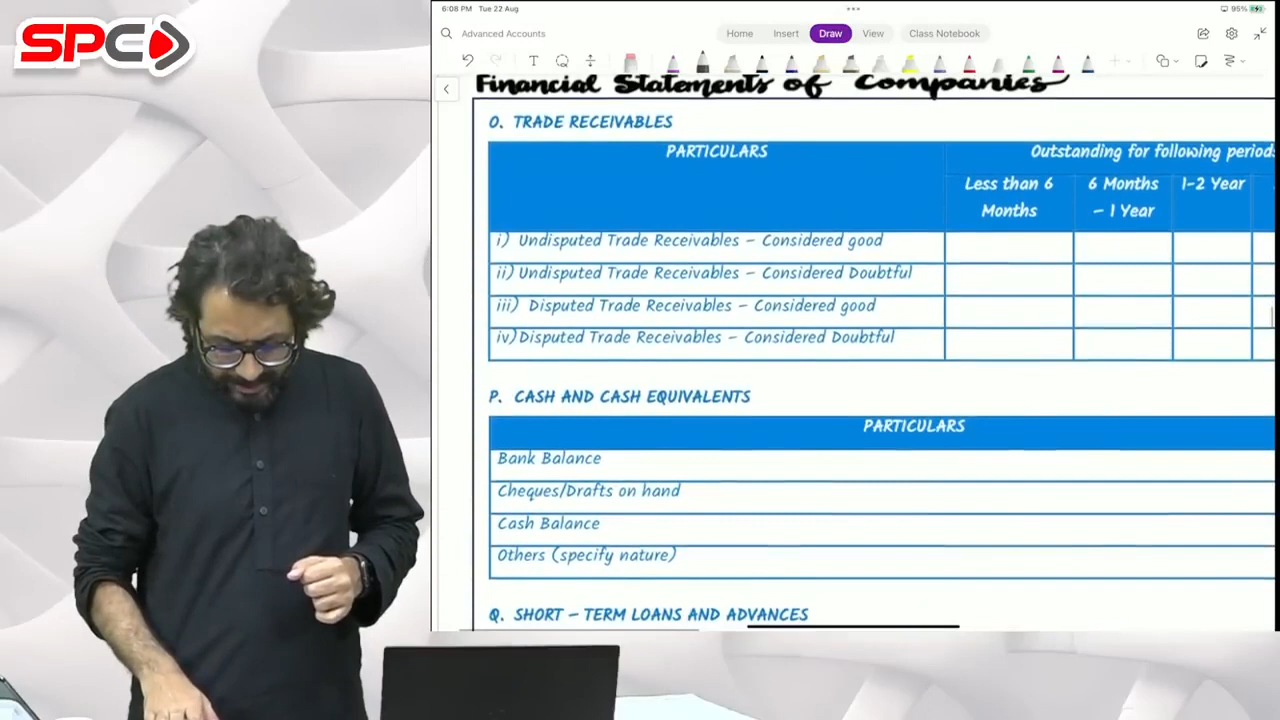 SPC
6:08 PM Tue 22 Aug
95%
Advanced Accounts
Home Insert Draw View Class Notebook
T
Financial Statements of Companies
O. TRADE RECEIVABLES
PARTICULARS
Outstanding for following period
Less than 6 Months
6 Months – 1 Year
1-2 Year
i) Undisputed Trade Receivables – Considered good
ii) Undisputed Trade Receivables – Considered Doubtful
iii) Disputed Trade Receivables – Considered good
iv) Disputed Trade Receivables – Considered Doubtful
P. CASH AND CASH EQUIVALENTS
PARTICULARS
Bank Balance
Cheques/Drafts on hand
Cash Balance
Others (specify nature)
Q. SHORT – TERM LOANS AND ADVANCES